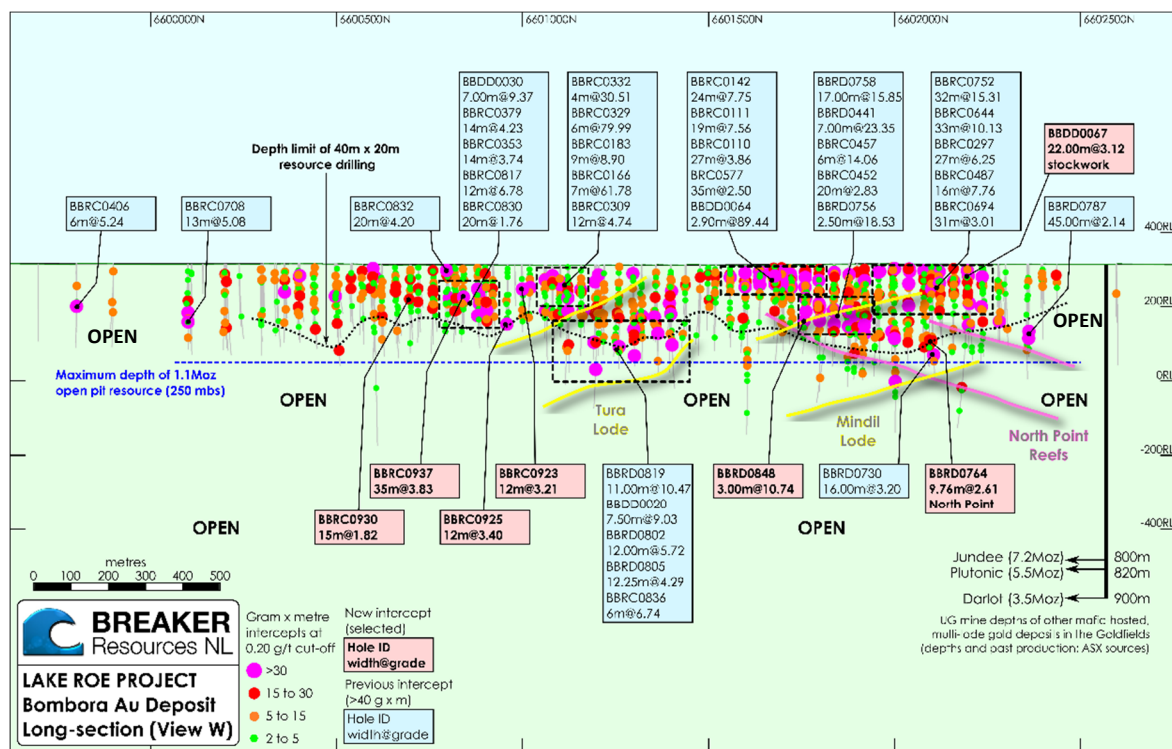 6600000N
6600500N
6601000N
6601500N
6602000N
6602500N
BBDD0030
7.00m@9.37
BBRC0379
14m@4.23
BBRC0353
14m@3.74
BBRC0817
12m@6.78
BBRC0830
20m@1.76
BBRC0332
4m@30.51
BBRC0329
6m@79.99
BBRC0183
9m@8.90
BBRC0166
7m@61.78
BBRC0309
12m@4.74
BBRC0142
24m@7.75
BBRC0111
19m@7.56
BBRC0110
27m@3.86
BRC0577
35m@2.50
BBDD0064
2.90m@89.44
BBRD0758
17.00m@15.85
BBRD0441
7.00m@23.35
BBRC0457
6m@14.06
BBRC0452
20m@2.83
BBRD0756
2.50m@18.53
BBRC0752
32m@15.31
BBRC0644
33m@10.13
BBRC0297
27m@6.25
BBRC0487
16m@7.76
BBRC0694
31m@3.01
BBDD0067
22.00m@3.12
stockwork
Depth limit of 40m x 20m
resource drilling
BBRC0406
6m@5.24
BBRC0708
13m@5.08
BBRC0832
20m@4.20
BBRD0787
45.00m@2.14
400RL
200RL
0RL
-200RL
-400RL
OPEN
OPEN
Maximum depth of 1.1Moz
open pit resource (250 mbs)
OPEN
OPEN
OPEN
Tura
Lode
Mindil
Lode
North Point
Reefs
BBRC0937
35m@3.83
BBRC0923
12m@3.21
BBRC0930
15m@1.82
BBRC0925
12m@3.40
BBRD0819
11.00m@10.47
BBDD0020
7.50m@9.03
BBRD0802
12.00m@5.72
BBRD0805
12.25m@4.29
BBRC0836
6m@6.74
BBRD0848
3.00m@10.74
BBRD0730
16.00m@3.20
BBRD0764
9.76m@2.61
North Point
OPEN
OPEN
Jundee (7.2Moz) 800m
Plutonic (5.5Moz) 820m
Darlot (3.5Moz) 900m
UG mine depths of other mafic hosted,
multi-ode gold deposits in the Goldfields
(depths and past production: ASX sources)
metres
0 100 200 300 400 500
BREAKER
Resources NL
LAKE ROE PROJECT
Bombora Au Deposit
Long-section (View W)
Gram x metre
intercepts at
0.20 g/t cut-off
>30
15 to 30
5 to 15
2 to 5
New intercept
(selected)
Hole ID
width@grade
Previous intercept
(>40 g x m)
Hole ID
width@grade